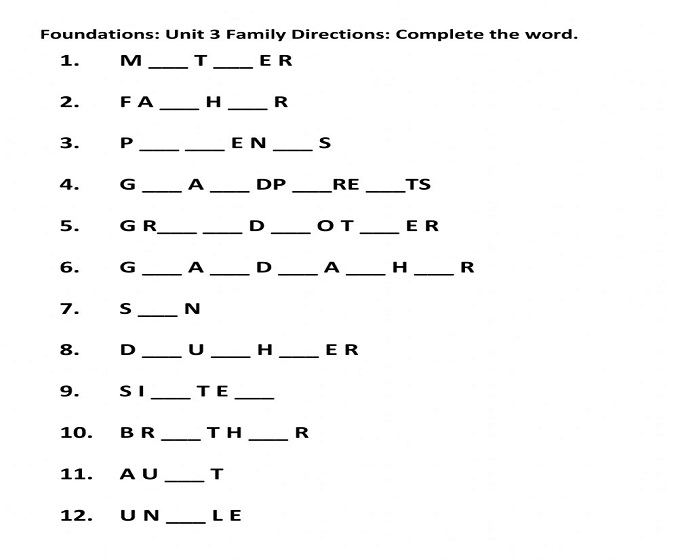 Foundations: Unit 3 Family Directions: Complete the word.
1. M ___ T ___ E R
2. F A ___ H ___ R
3. P ___ ___ E N ___ S
4. G ___ A ___ DP ___RE ___TS
5. G R___ ___ D ___ O T ___ E R
6. G ___ A ___ D ___ A ___ H ___ R
7. S ___ N
8. D ___ U ___ H ___ E R
9. S I ___ T E ___
10. B R ___ T H ___ R
11. A U ___ T
12. U N ___ L E